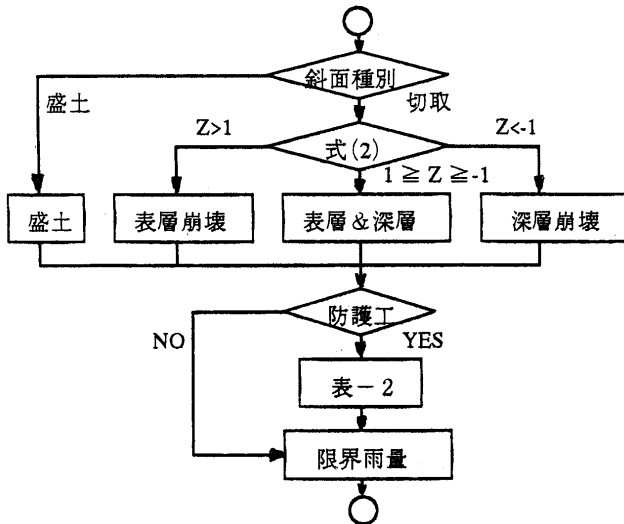 斜面種別
盛土
切取
Z>1
Z<-1
式(2)
1 ≧ Z ≧ -1
盛土
表層崩壊
表層＆深層
深層崩壊
防護工
NO
YES
表－2
限界雨量